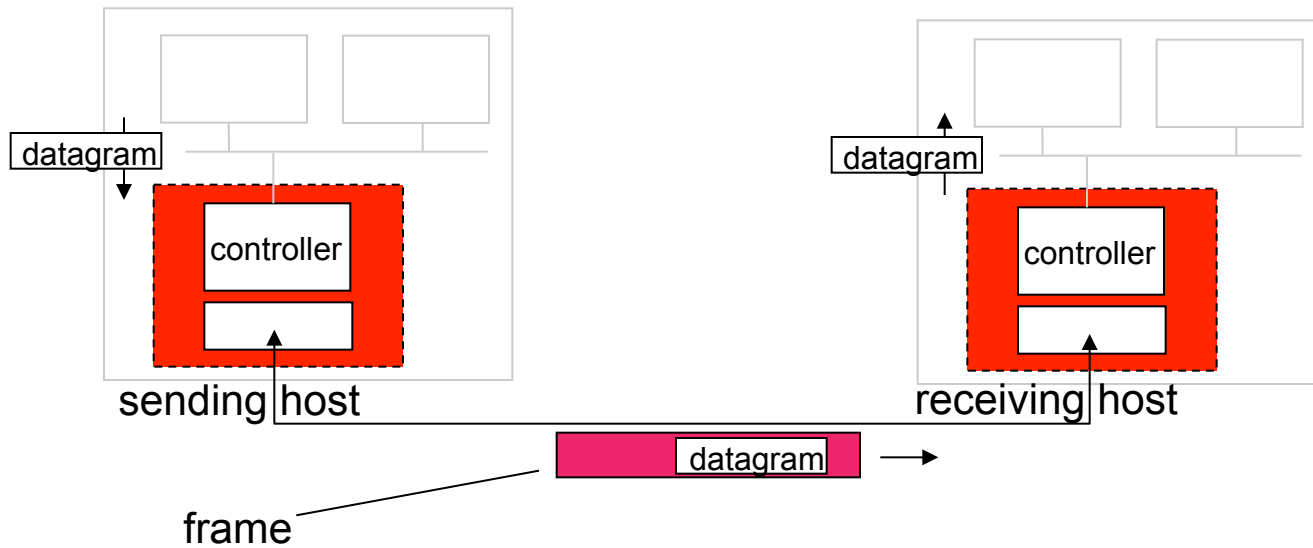 datagram
datagram
controller
controller
sending host
receiving host
datagram
frame